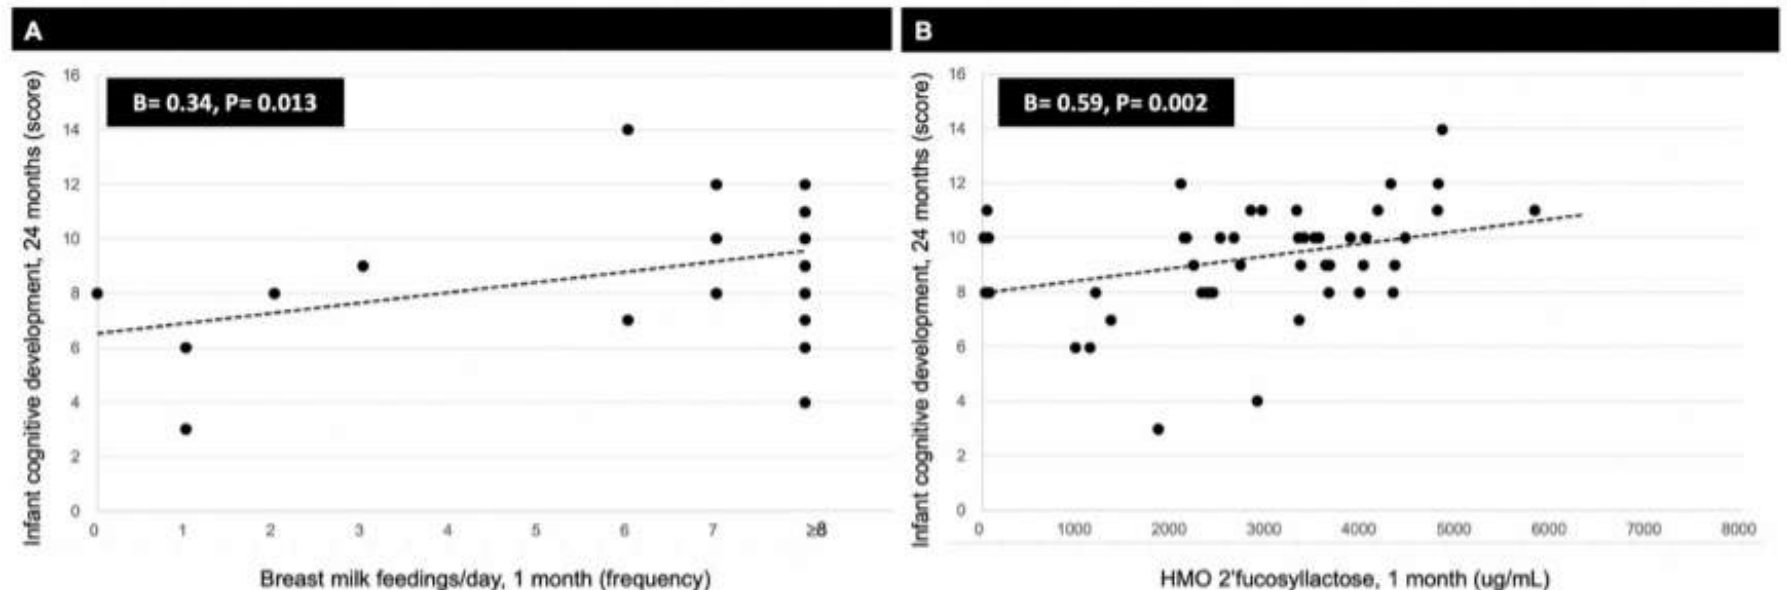 A
B= 0.34, P= 0.013
Infant cognitive development, 24 months (score)
16
14
12
10
8
6
4
2
0
0 1 2 3 4 5 6 7 ≥8
Breast milk feedings/day, 1 month (frequency)
B
B= 0.59, P= 0.002
Infant cognitive development, 24 months (score)
16
14
12
10
8
6
4
2
0
0 1000 2000 3000 4000 5000 6000 7000 8000
HMO 2'fucosyllactose, 1 month (ug/mL)